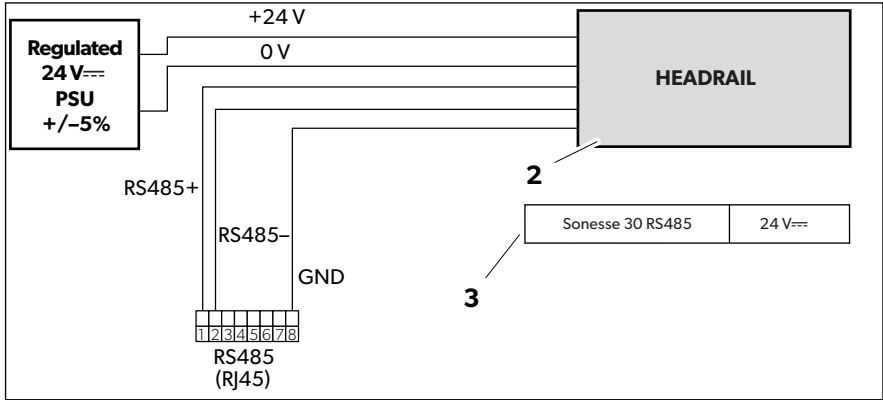 +24 V
Regulated
24 V⎓
PSU
+/–5%
0 V
HEADRAIL
2
RS485+
RS485–
GND
Sonesse 30 RS485 24 V⎓
3
1 2 3 4 5 6 7 8
RS485
(RJ45)